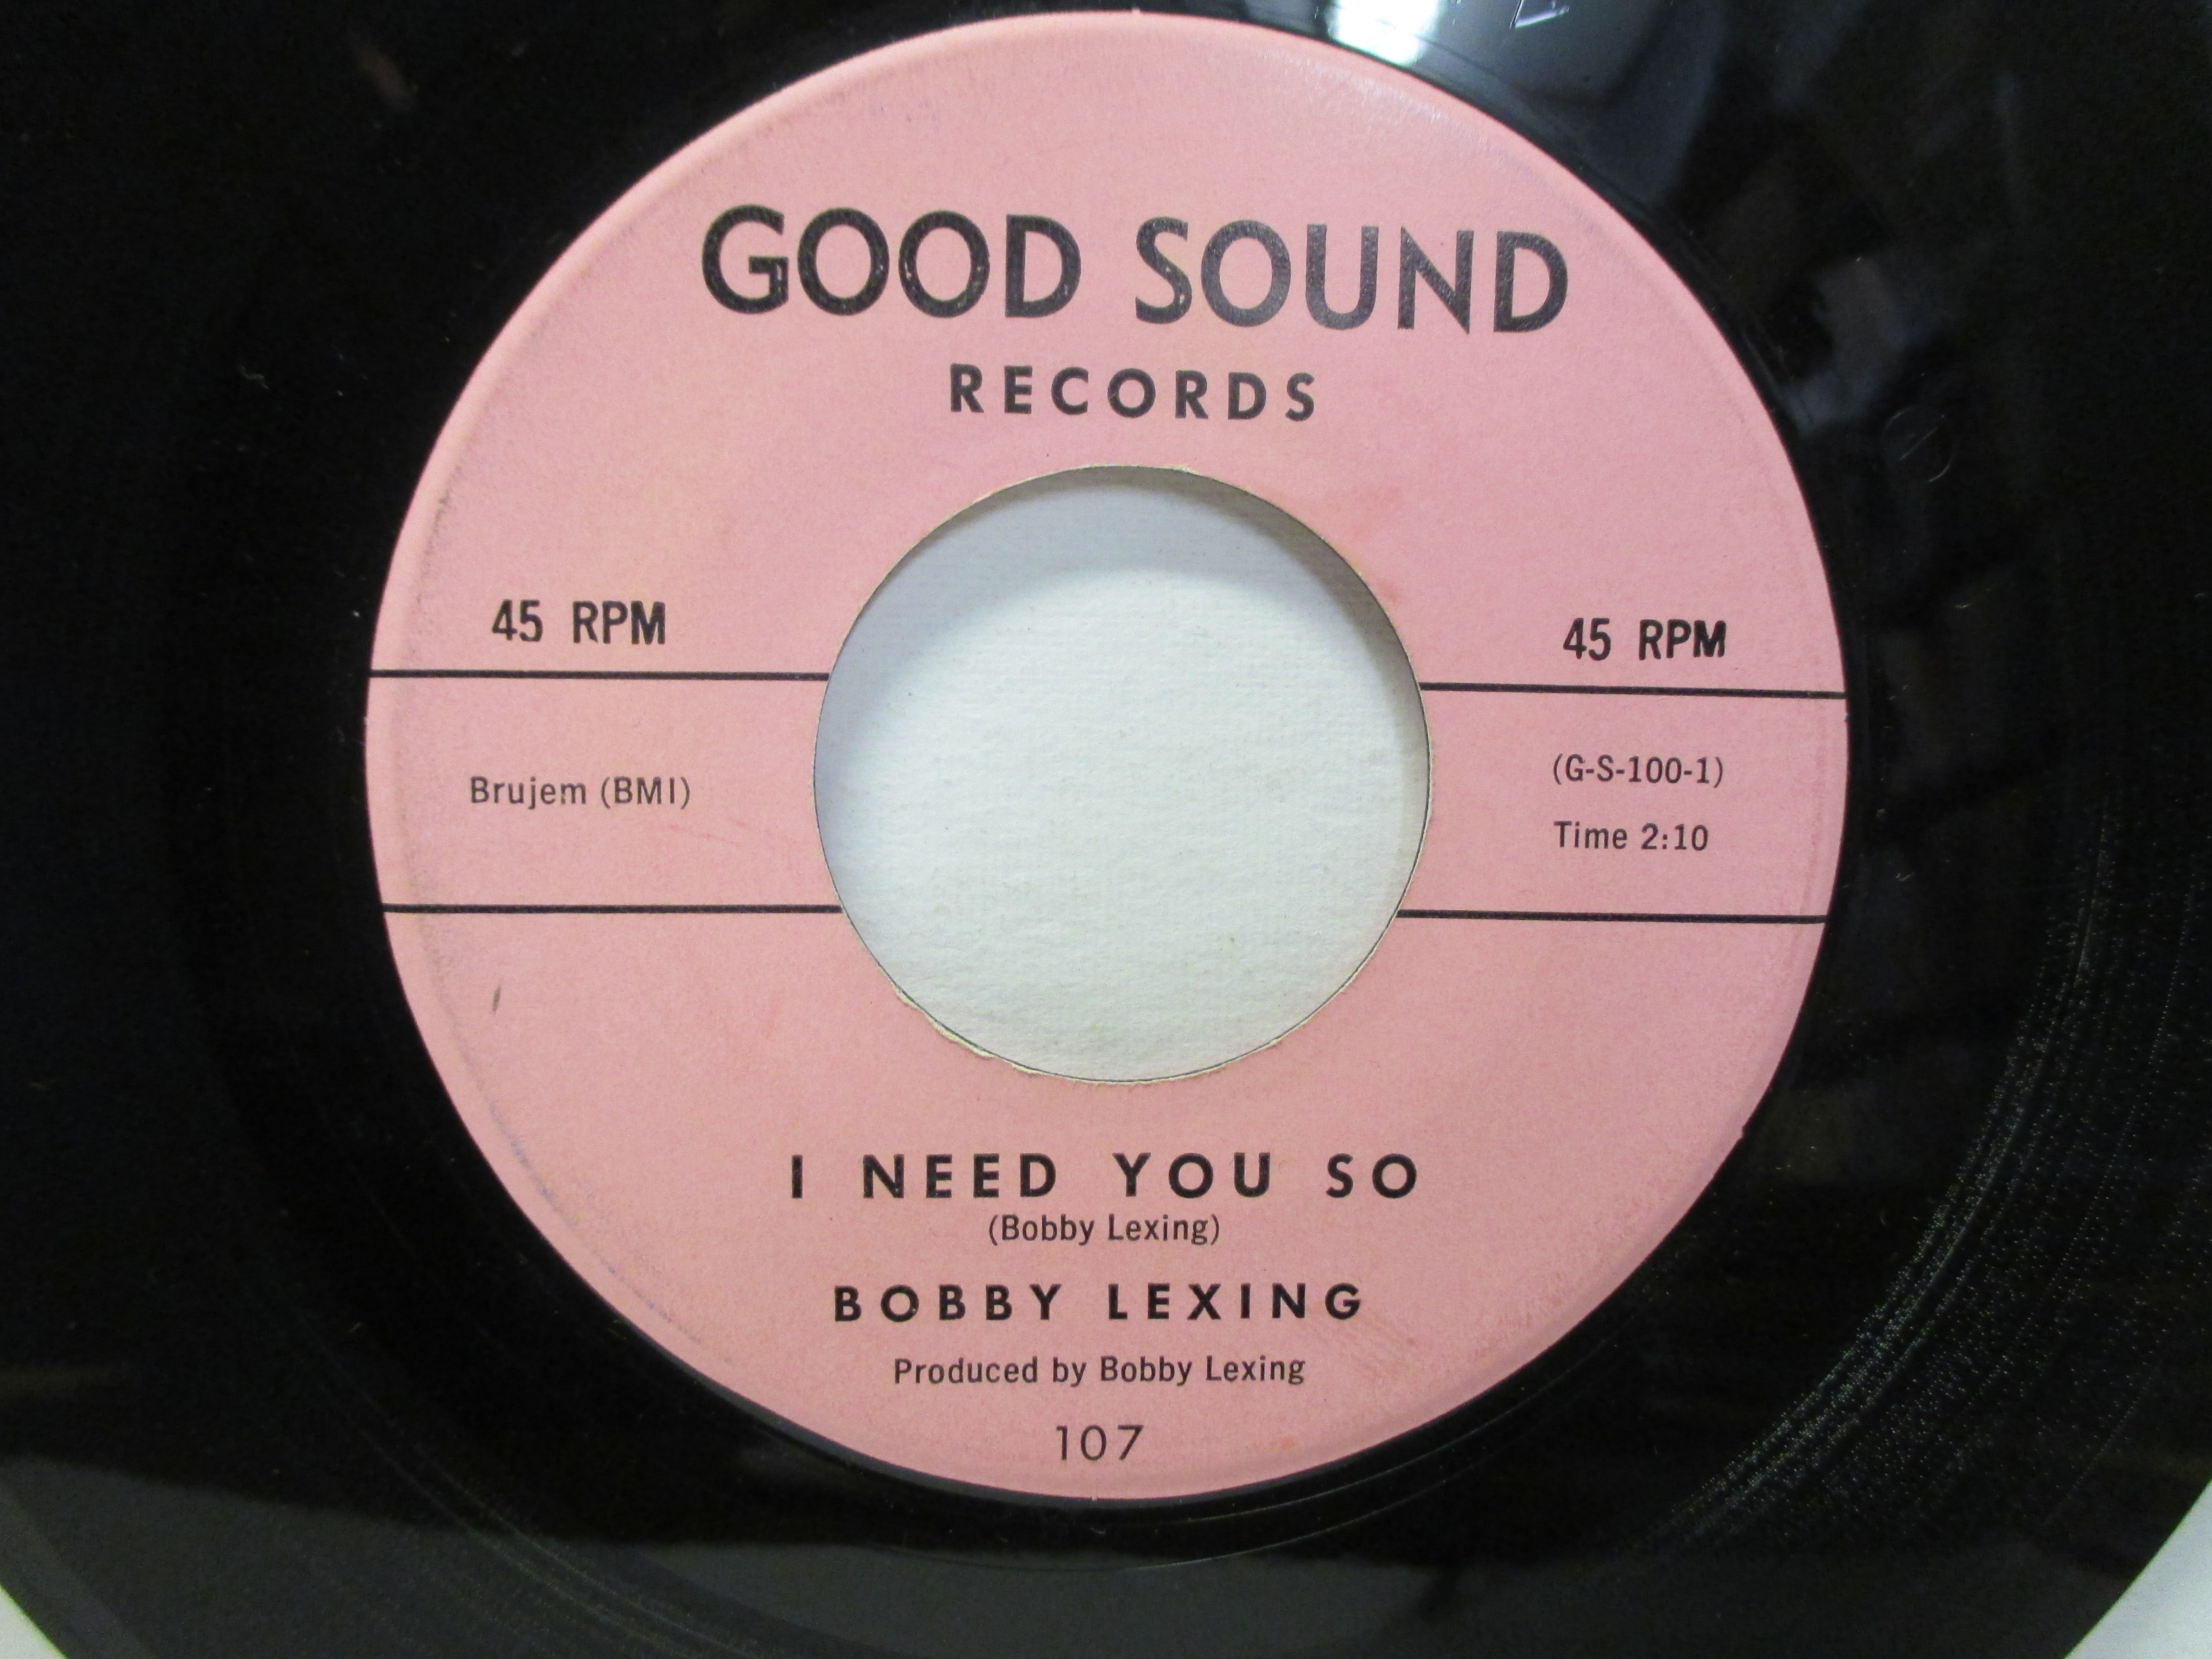 GOOD SOUND
RECORDS
45 RPM
45 RPM
Brujem (BMI)
(G-S-100-1)
Time 2:10
I NEED YOU SO
(Bobby Lexing)
BOBBY LEXING
Produced by Bobby Lexing
107